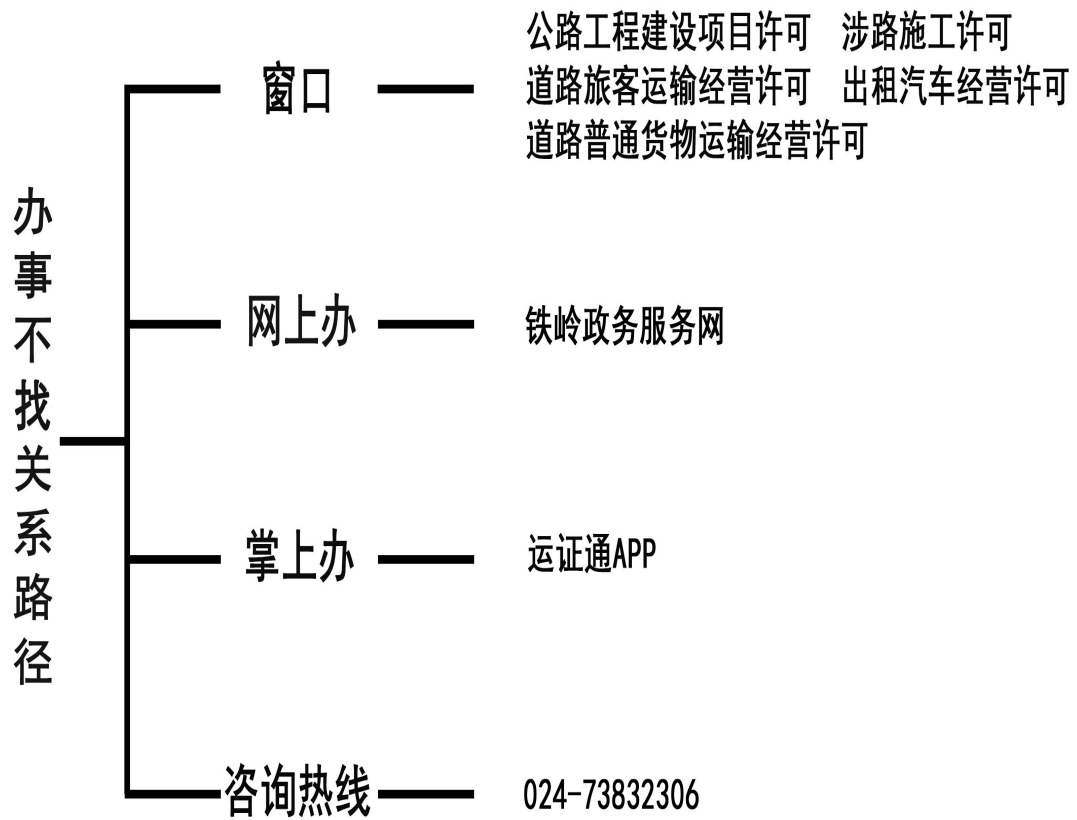 办事不找关系路径
窗口
公路工程建设项目许可 涉路施工许可
道路旅客运输经营许可 出租汽车经营许可
道路普通货物运输经营许可
网上办
铁岭政务服务网
掌上办
运证通APP
咨询热线
024-73832306